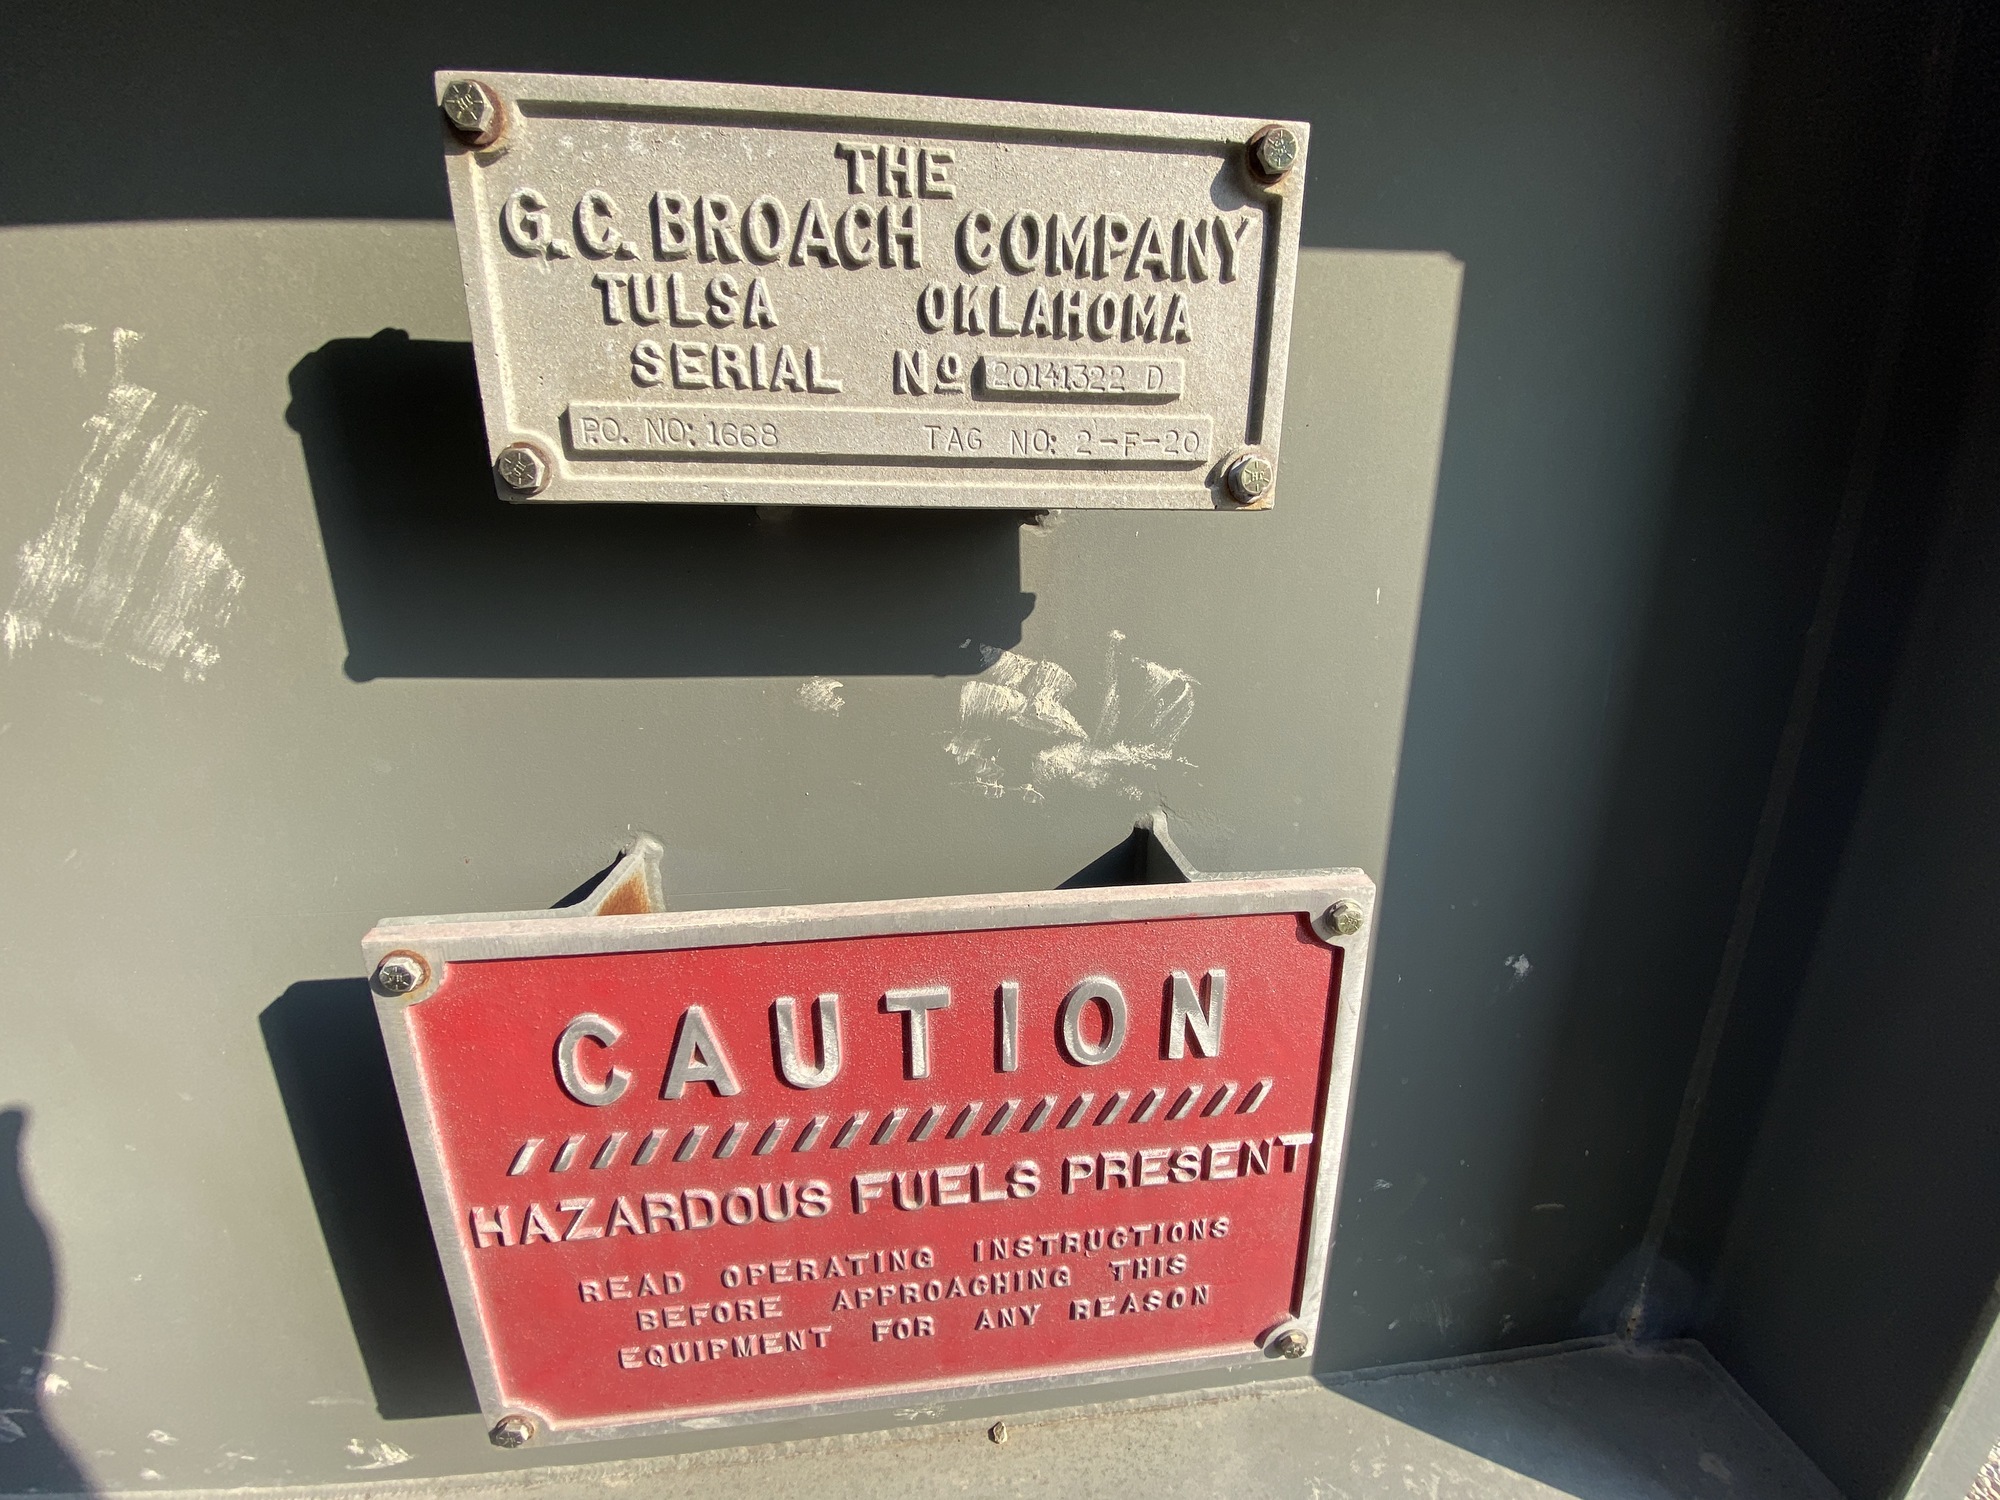 THE
G.C. BROACH COMPANY
TULSA OKLAHOMA
SERIAL No 20141322 D
P.O. NO: 1668 TAG NO: 2-F-20
CAUTION
HAZARDOUS FUELS PRESENT
READ OPERATING INSTRUCTIONS
BEFORE APPROACHING THIS
EQUIPMENT FOR ANY REASON